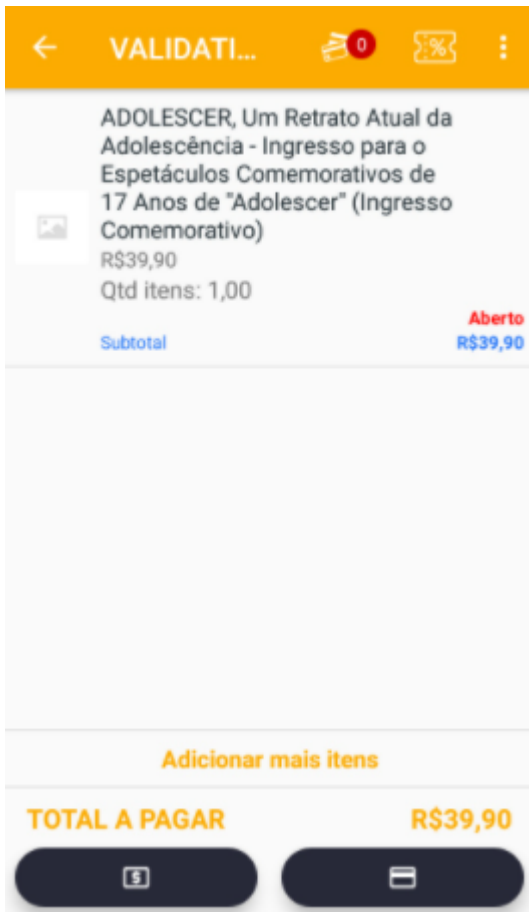 VALIDATI...
0
%
ADOLESCER, Um Retrato Atual da
Adolescência - Ingresso para o
Espetáculos Comemorativos de
17 Anos de "Adolescer" (Ingresso
Comemorativo)
R$39,90
Qtd itens: 1,00
Aberto
Subtotal R$39,90
Adicionar mais itens
TOTAL A PAGAR R$39,90
$